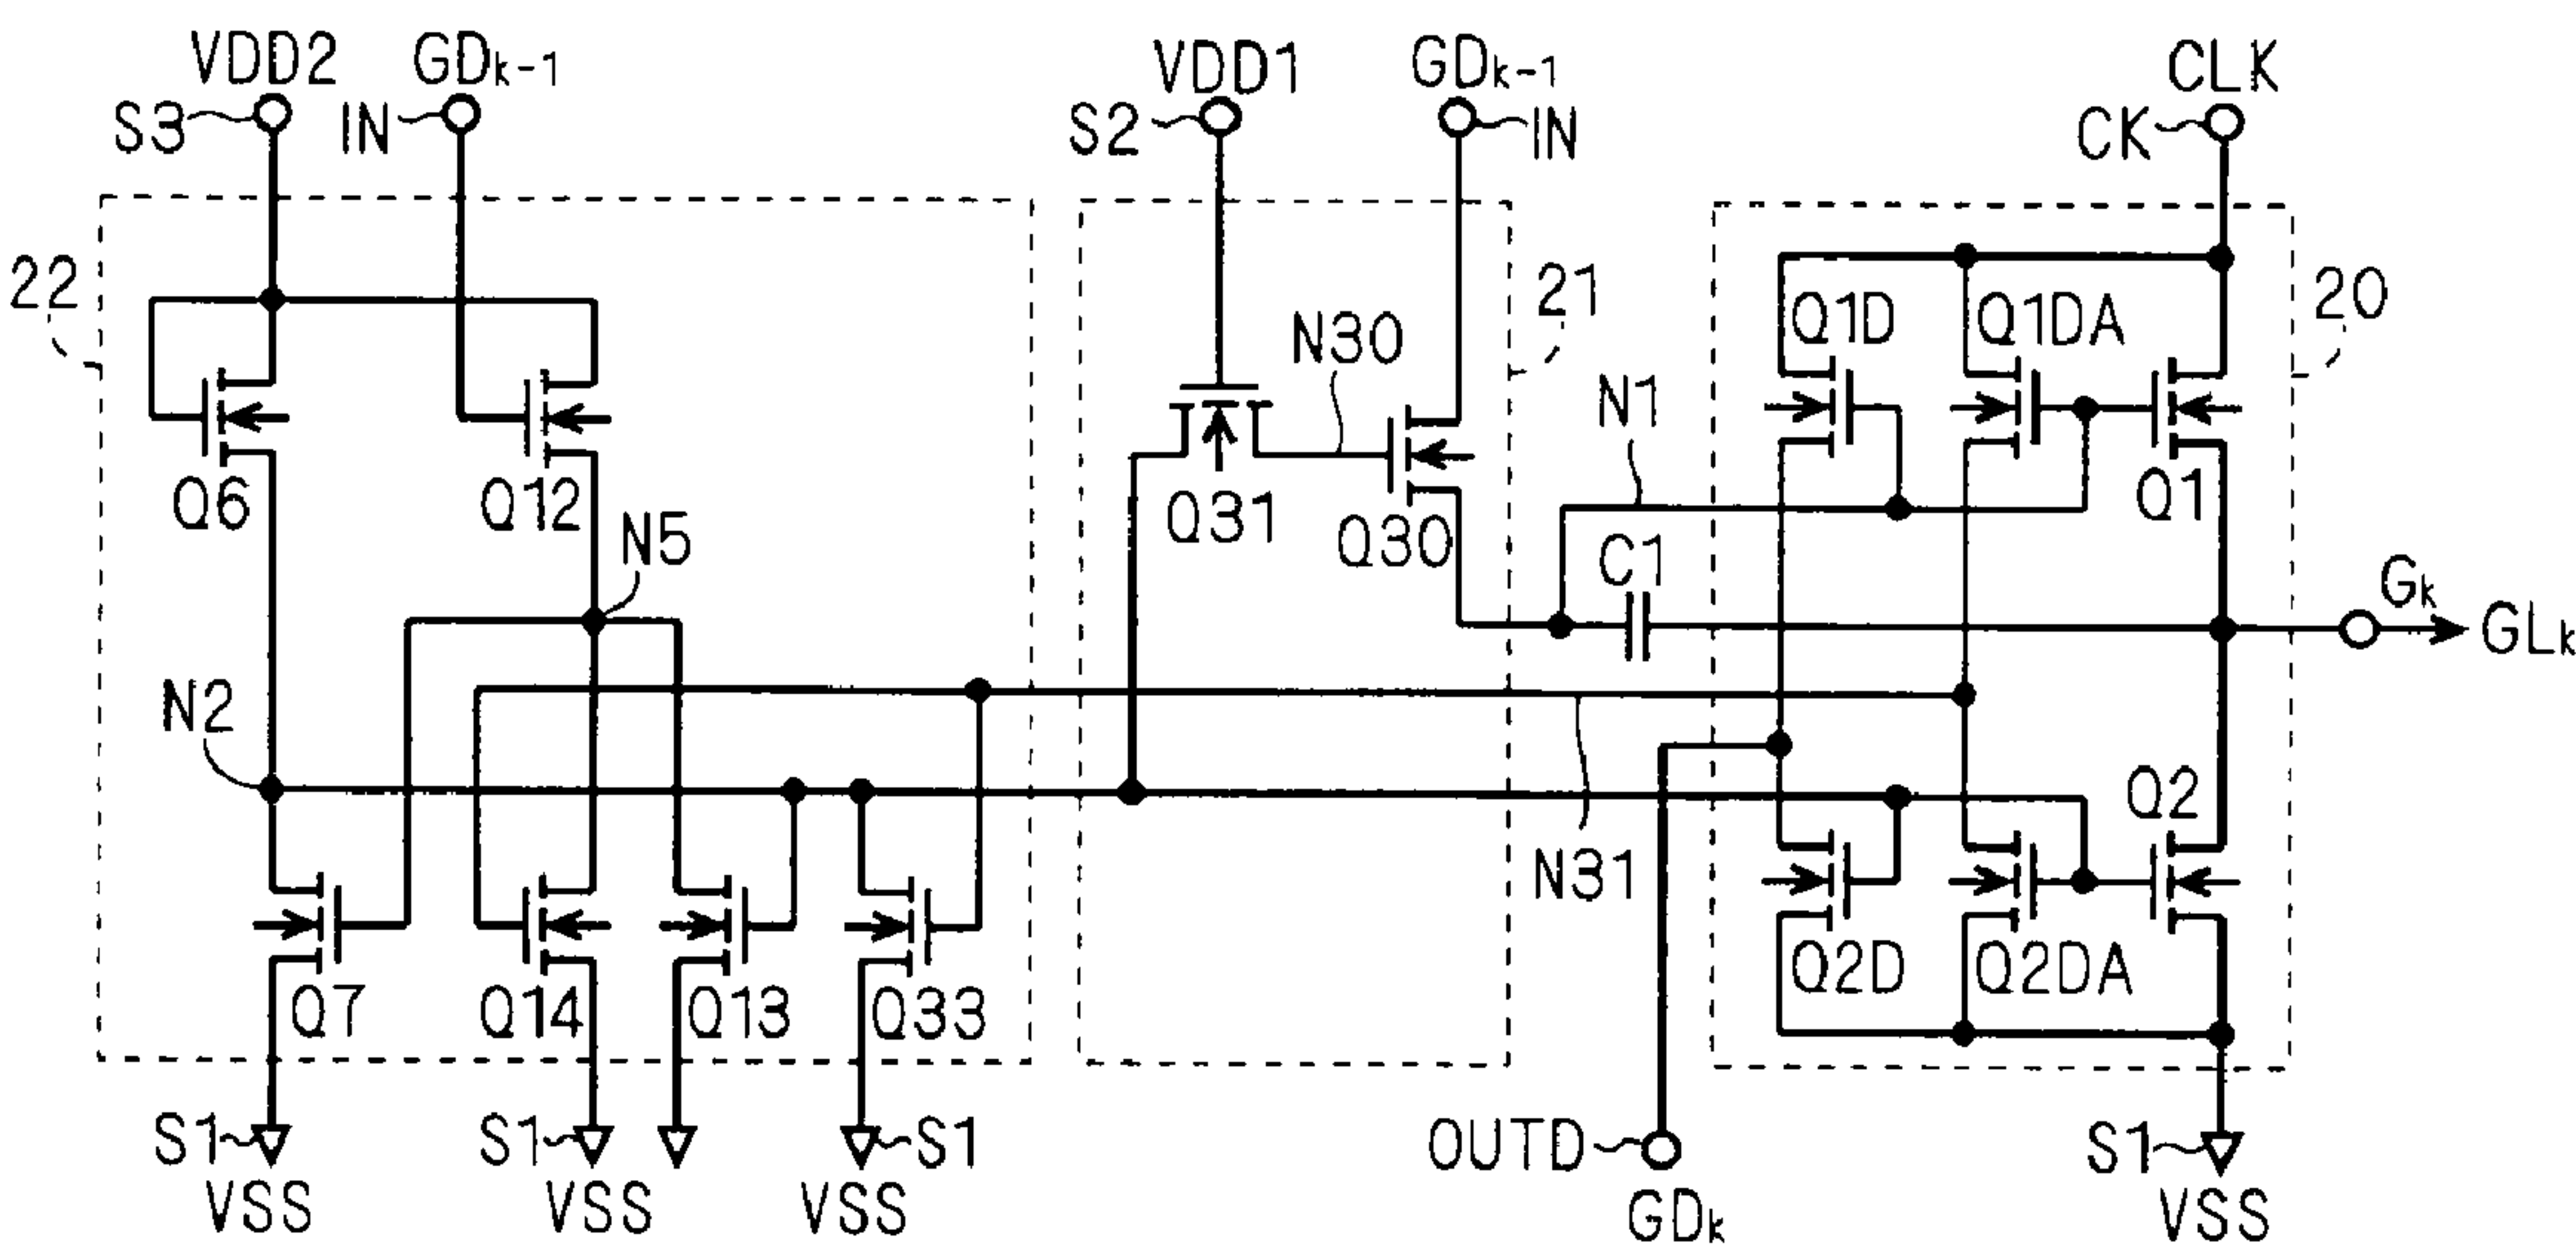 VDD2 GDk-1 VDD1 GDk-1 CLK
S3 IN S2 IN CK
22 21 20
N30 Q1D Q1DA
N1
Q6 Q12 Q31 Q30 Q1
N5 C1
Gk
GLk
N2
Q2
N31
Q7 Q14 Q13 Q33 Q2D Q2DA
S1 S1 S1 OUTD S1
VSS VSS VSS GDk VSS